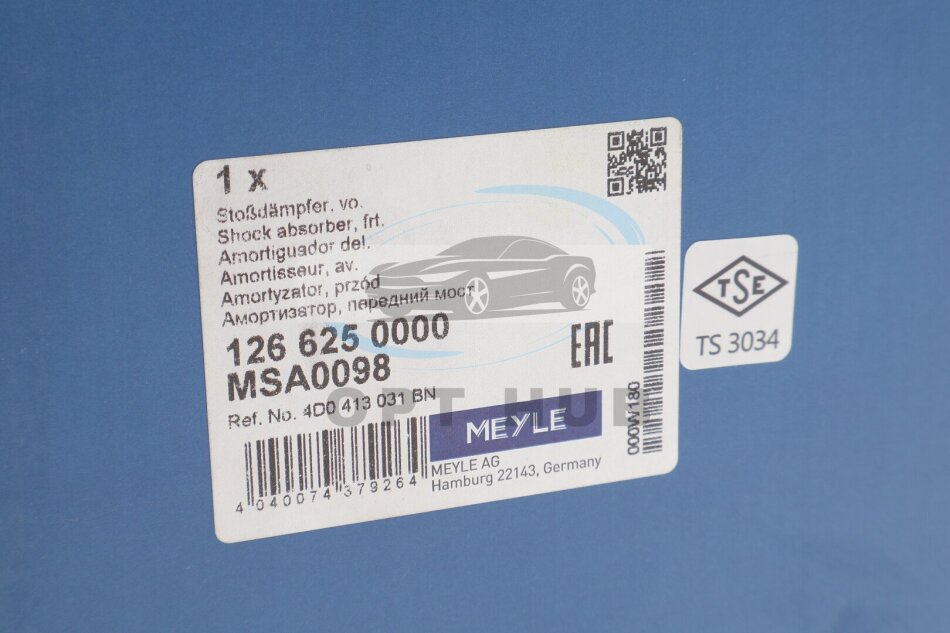 1 x
Stoßdämpfer. vo.
Shock absorber, frt.
Amortiguador del.
Amortisseur, av.
Amortyzator, przód
Амортизатор, передний мост
126 625 0000
MSA0098
Ref. No. 4D0 413 031 BN
EAC
4 040074 379264
MEYLE
MEYLE AG
Hamburg 22143, Germany
000W180
OPT HUB
TSE
TS 3034